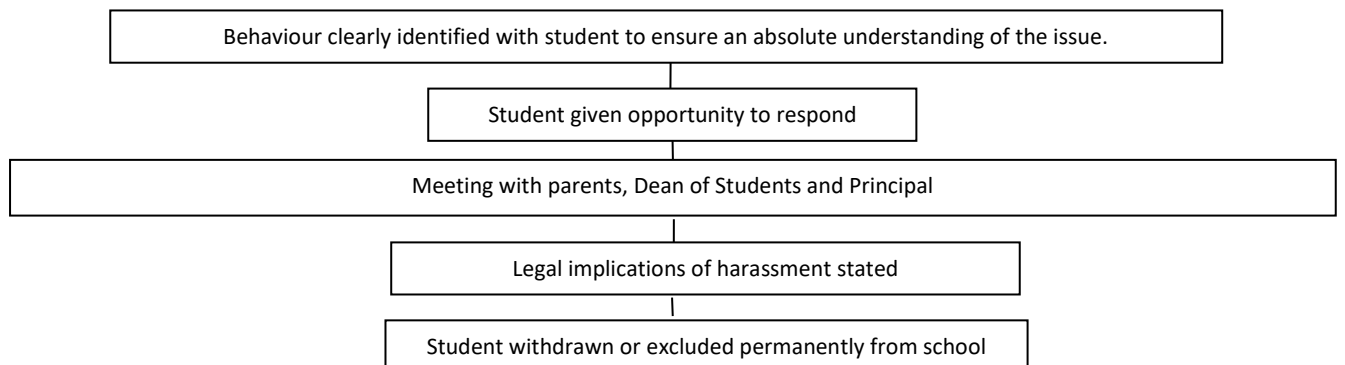 Behaviour clearly identified with student to ensure an absolute understanding of the issue.
Student given opportunity to respond
Meeting with parents, Dean of Students and Principal
Legal implications of harassment stated
Student withdrawn or excluded permanently from school